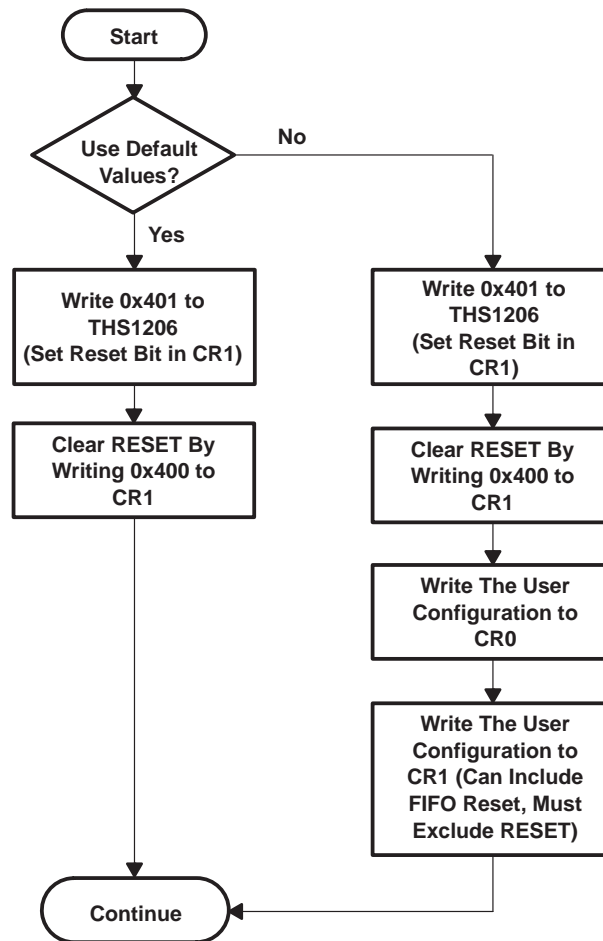 Start
Use Default
Values?
No
Yes
Write 0x401 to
THS1206
(Set Reset Bit in CR1)
Clear RESET By
Writing 0x400 to
CR1
Write 0x401 to
THS1206
(Set Reset Bit in
CR1)
Clear RESET By
Writing 0x400 to
CR1
Write The User
Configuration to
CR0
Write The User
Configuration to
CR1 (Can Include
FIFO Reset, Must
Exclude RESET)
Continue